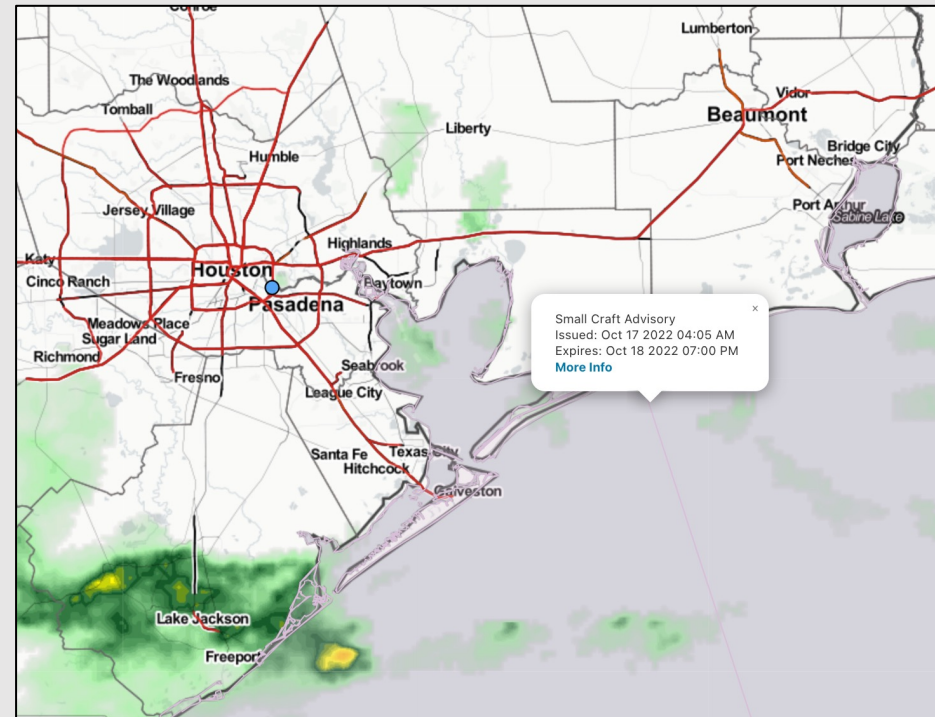 Conroe
Lumberton
The Woodlands
Vidor
Tomball
Beaumont
Liberty
Bridge City
Humble
Port Neches
Port Arthur
Jersey Village
Sabine Lake
Highlands
Katy
Houston
Cinco Ranch
Baytown
Pasadena
×
Small Craft Advisory
Issued: Oct 17 2022 04:05 AM
Expires: Oct 18 2022 07:00 PM
More Info
Meadows Place
Sugar Land
Richmond
Seabrook
Fresno
League City
Santa Fe
Texas City
Hitchcock
Galveston
Lake Jackson
Freeport